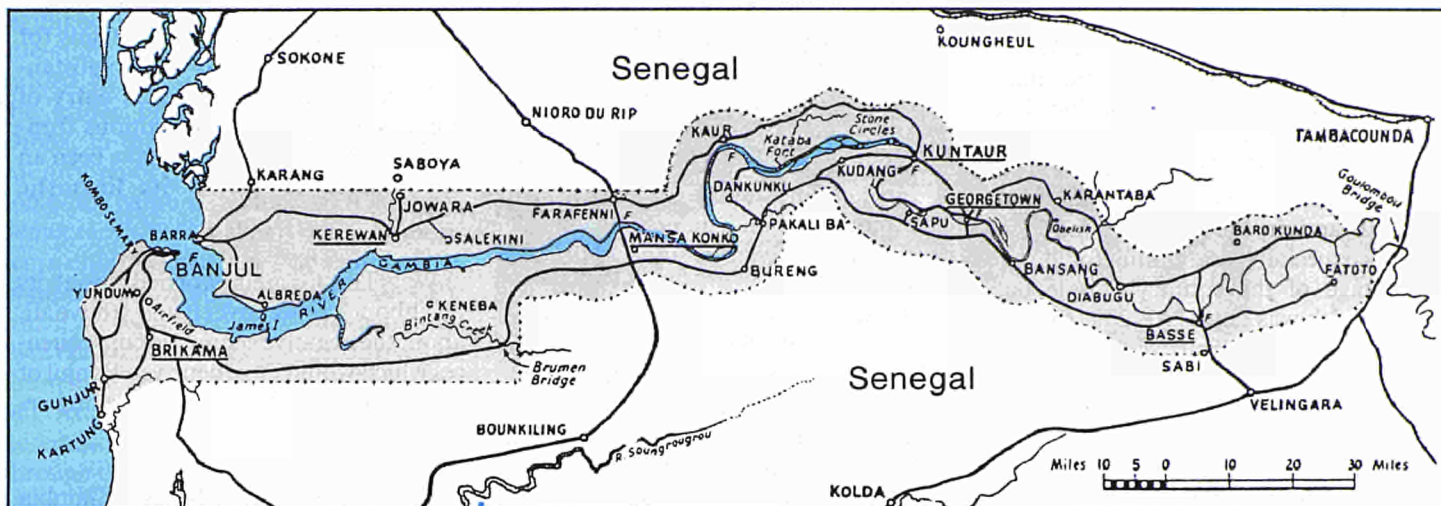 Senegal
KOUNGHEUL
SOKONE
NIORO DU RIP
KAUR
Kataba
Fort
Stone
Circles
TAMBACOUNDA
Goulombou
Bridge
KUNTAUR
SABOYA
KARANG
KOMBO St MARY
JOWARA
FARAFENNI
F
F
DANKUNKU
KUDANG
F
GEORGETOWN
KARANTABA
BARRA
KEREWAN
SALEKINI
MANSA KONKO
PAKALI BA
SAPU
Obelisk
BARO KUNDA
F
BANJUL
RIVER GAMBIA
BURENG
BANSANG
FATOTO
YUNDUM
Airfield
ALBREDA
James I
KENEBA
Bintang Creek
DIABUGU
F
BASSE
BRIKAMA
Brumen
Bridge
SABI
GUNJUR
Senegal
KARTUNG
VELINGARA
BOUNKILING
R. Soungrougrou
KOLDA
Miles 10 5 0 10 20 30 Miles